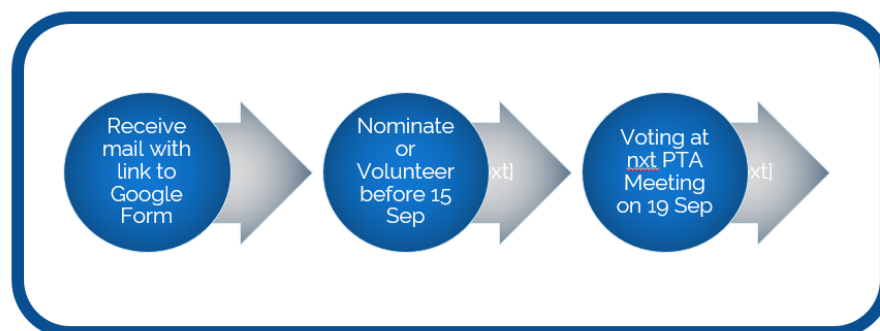 Receive
mail with
link to
Google
Form
Nominate
or
Volunteer
before 15
Sep
xt]
Voting at
nxt PTA
Meeting
on 19 Sep
xt]